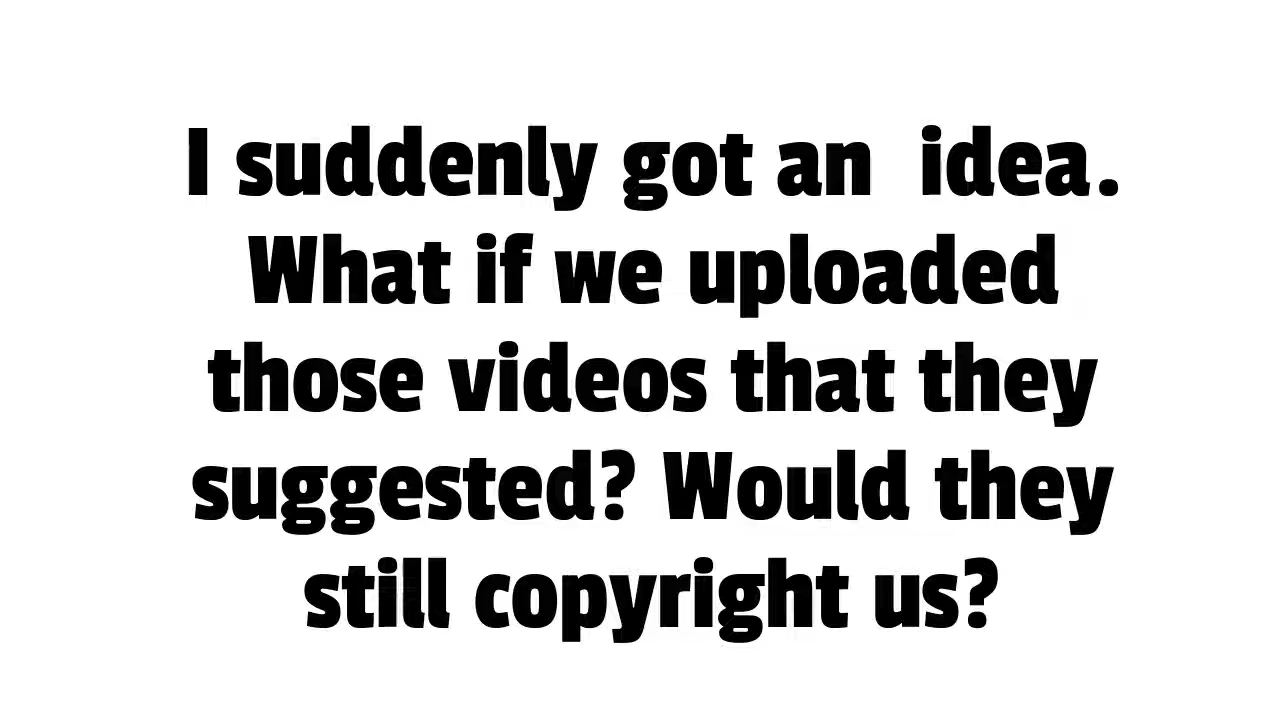 I suddenly got an  idea.
What if we uploaded
those videos that they
suggested? Would they
still copyright us?